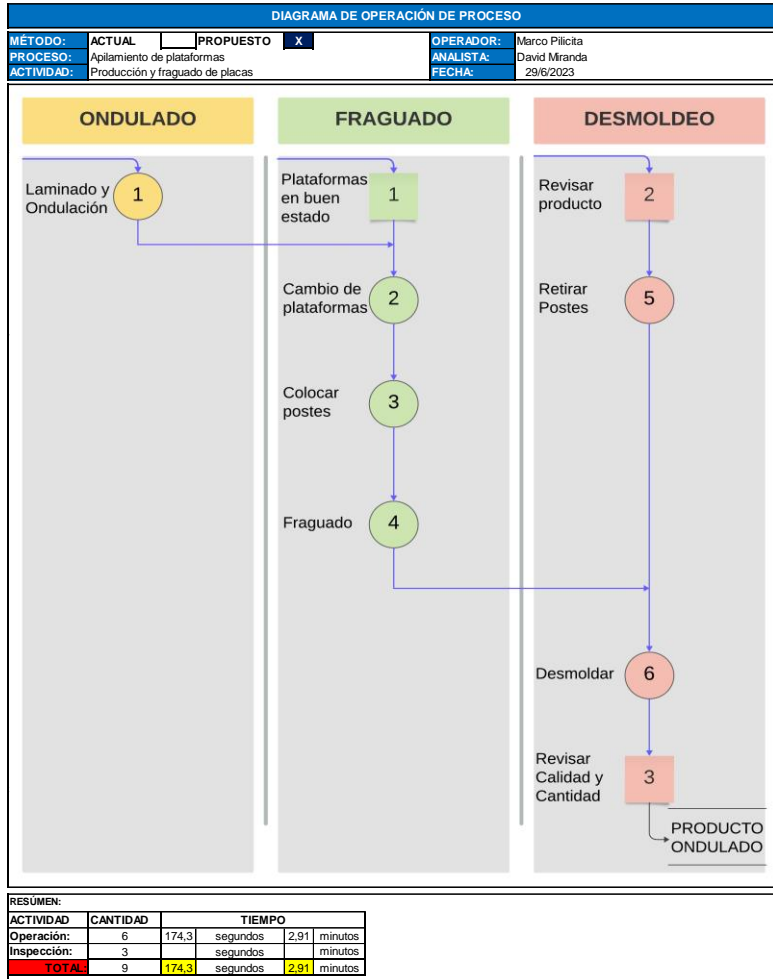 DIAGRAMA DE OPERACIÓN DE PROCESO
MÉTODO: ACTUAL PROPUESTO X OPERADOR: Marco Pilicita
PROCESO: Apilamiento de plataformas ANALISTA: David Miranda
ACTIVIDAD: Producción y fraguado de placas FECHA: 29/6/2023
ONDULADO
Laminado y
Ondulación
1
FRAGUADO
Plataformas
en buen
estado
1
Cambio de
plataformas
2
Colocar
postes
3
Fraguado
4
DESMOLDEO
Revisar
producto
2
Retirar
Postes
5
Desmoldar
6
Revisar
Calidad y
Cantidad
3
PRODUCTO
ONDULADO
RESÚMEN:
ACTIVIDAD CANTIDAD TIEMPO
Operación: 6 174,3 segundos 2,91 minutos
Inspección: 3 segundos minutos
TOTAL: 9 174,3 segundos 2,91 minutos